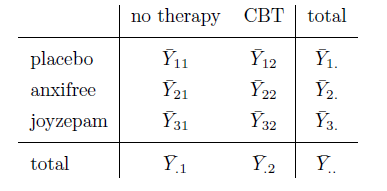 no therapy CBT total
placebo Ȳ₁₁ Ȳ₁₂ Ȳ₁.
anxifree Ȳ₂₁ Ȳ₂₂ Ȳ₂.
joyzepam Ȳ₃₁ Ȳ₃₂ Ȳ₃.
total Ȳ.₁ Ȳ.₂ Ȳ..